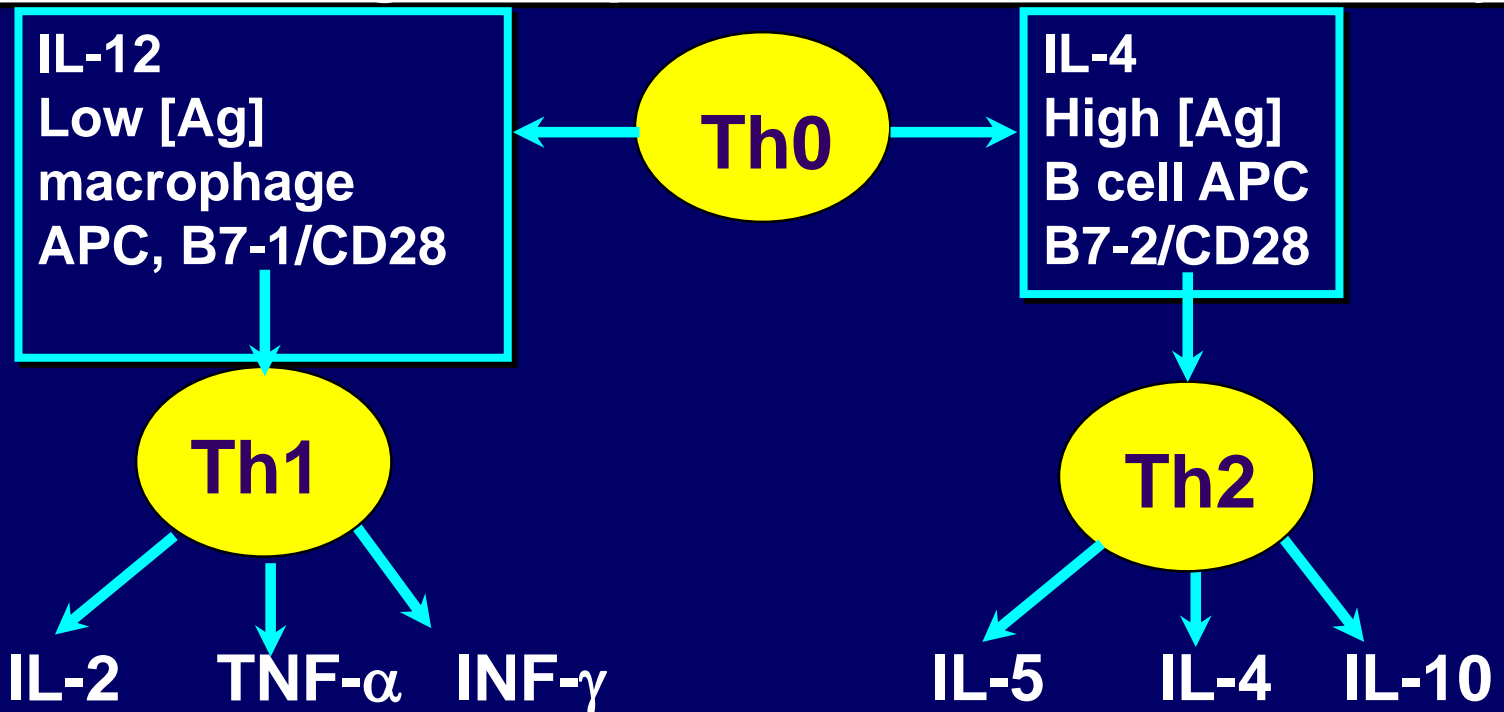 IL-12
Low [Ag]
macrophage
APC, B7-1/CD28
Th0
IL-4
High [Ag]
B cell APC
B7-2/CD28
Th1
Th2
IL-2 TNF-α INF-γ
IL-5 IL-4 IL-10